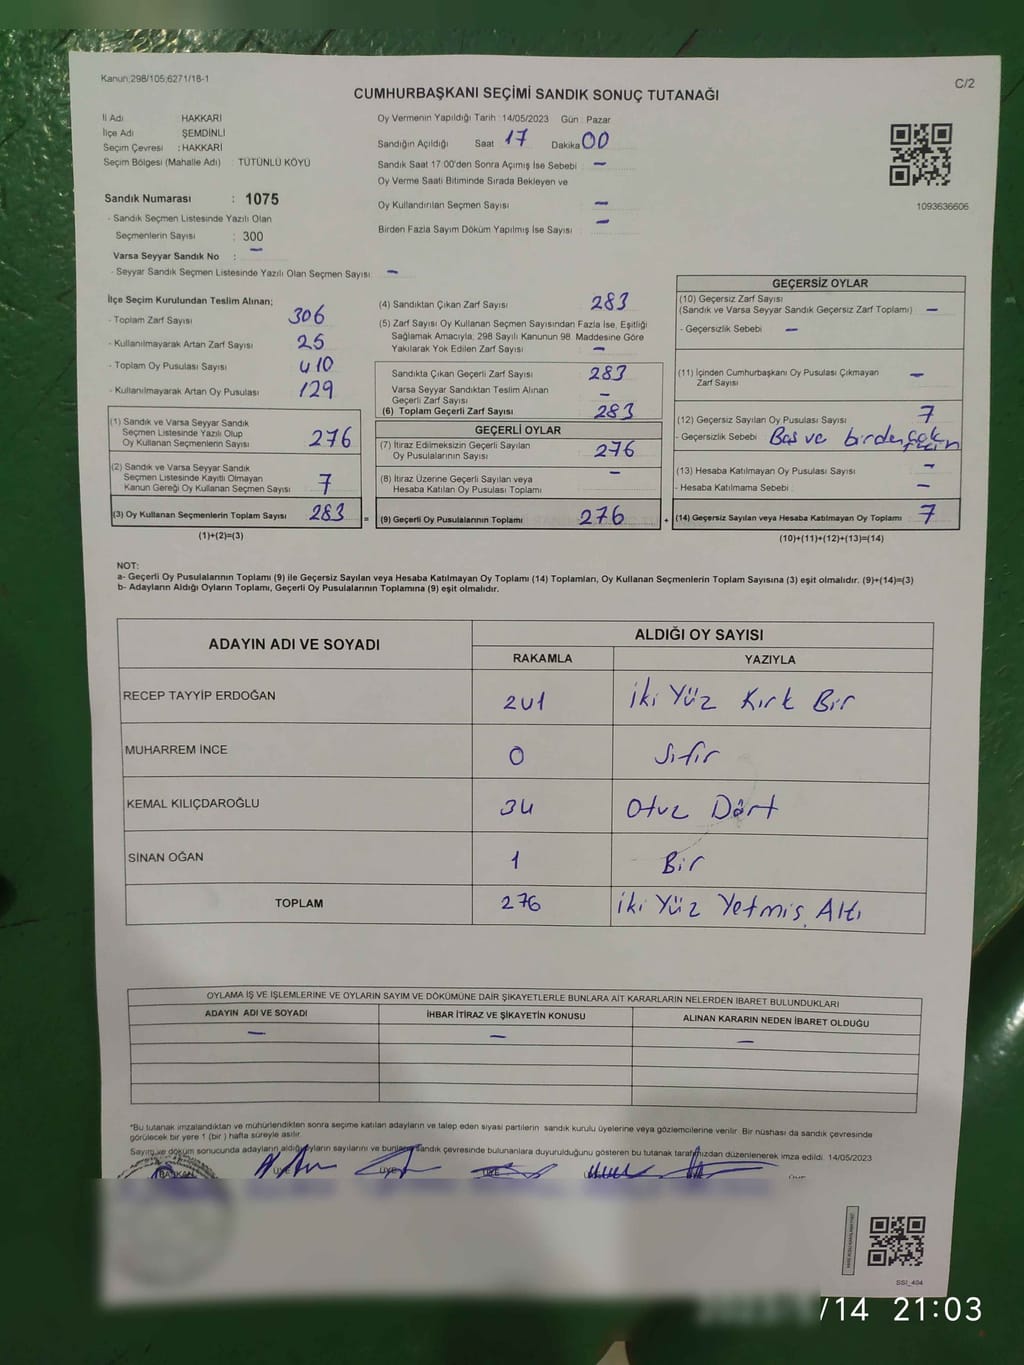 Kanun;298/105;6271/18-1
C/2
CUMHURBAŞKANI SEÇİMİ SANDIK SONUÇ TUTANAĞI
İl Adı : HAKKARİ
İlçe Adı : ŞEMDİNLİ
Seçim Çevresi : HAKKARİ
Seçim Bölgesi (Mahalle Adı) : TÜTÜNLÜ KÖYÜ
Sandık Numarası : 1075
- Sandık Seçmen Listesinde Yazılı Olan
Seçmenlerin Sayısı : 300
Varsa Seyyar Sandık No : -
- Seyyar Sandık Seçmen Listesinde Yazılı Olan Seçmen Sayısı: -
Oy Vermenin Yapıldığı Tarih : 14/05/2023 Gün : Pazar
Sandığın Açıldığı Saat 17 Dakika 00
Sandık Saat 17:00'den Sonra Açımış İse Sebebi : -
Oy Verme Saati Bitiminde Sırada Bekleyen ve
Oy Kullandırılan Seçmen Sayısı : -
Birden Fazla Sayım Döküm Yapılmış İse Sayısı : -
1093636606
İlçe Seçim Kurulundan Teslim Alınan;
- Toplam Zarf Sayısı 306
- Kullanılmayarak Artan Zarf Sayısı 25
- Toplam Oy Pusulası Sayısı 410
- Kullanılmayarak Artan Oy Pusulası 129
(1) Sandık ve Varsa Seyyar Sandık
Seçmen Listesinde Yazılı Olup
Oy Kullanan Seçmenlerin Sayısı 276
(2) Sandık ve Varsa Seyyar Sandık
Seçmen Listesinde Kayıtlı Olmayan
Kanun Gereği Oy Kullanan Seçmen Sayısı 7
(3) Oy Kullanan Seçmenlerin Toplam Sayısı 283 =
(1)+(2)=(3)
(4) Sandıktan Çıkan Zarf Sayısı 283
(5) Zarf Sayısı Oy Kullanan Seçmen Sayısından Fazla İse, Eşitliği
Sağlamak Amacıyla, 298 Sayılı Kanunun 98. Maddesine Göre
Yakılarak Yok Edilen Zarf Sayısı -
Sandıkta Çıkan Geçerli Zarf Sayısı 283
Varsa Seyyar Sandıktan Teslim Alınan
Geçerli Zarf Sayısı -
(6) Toplam Geçerli Zarf Sayısı 283
GEÇERLİ OYLAR
(7) İtiraz Edilmeksizin Geçerli Sayılan
Oy Pusulalarının Sayısı 276
(8) İtiraz Üzerine Geçerli Sayılan veya
Hesaba Katılan Oy Pusulası Toplamı -
(9) Geçerli Oy Pusulalarının Toplamı 276 +
GEÇERSİZ OYLAR
(10) Geçersiz Zarf Sayısı
(Sandık ve Varsa Seyyar Sandık Geçersiz Zarf Toplamı) -
- Geçersizlik Sebebi -
(11) İçinden Cumhurbaşkanı Oy Pusulası Çıkmayan
Zarf Sayısı -
(12) Geçersiz Sayılan Oy Pusulası Sayısı 7
- Geçersizlik Sebebi Boş ve birden çok
(13) Hesaba Katılmayan Oy Pusulası Sayısı -
- Hesaba Katılmama Sebebi : -
(14) Geçersiz Sayılan veya Hesaba Katılmayan Oy Toplamı 7
(10)+(11)+(12)+(13)=(14)
NOT:
a- Geçerli Oy Pusulalarının Toplamı (9) ile Geçersiz Sayılan veya Hesaba Katılmayan Oy Toplamı (14) Toplamları, Oy Kullanan Seçmenlerin Toplam Sayısına (3) eşit olmalıdır. (9)+(14)=(3)
b- Adayların Aldığı Oyların Toplamı, Geçerli Oy Pusulalarının Toplamına (9) eşit olmalıdır.
ADAYIN ADI VE SOYADI
ALDIĞI OY SAYISI
RAKAMLA YAZIYLA
RECEP TAYYİP ERDOĞAN 241 İki Yüz Kırk Bir
MUHARREM İNCE 0 Sıfır
KEMAL KILIÇDAROĞLU 34 Otuz Dört
SİNAN OĞAN 1 Bir
TOPLAM 276 İki Yüz Yetmiş Altı
OYLAMA İŞ VE İŞLEMLERİNE VE OYLARIN SAYIM VE DÖKÜMÜNE DAİR ŞİKAYETLERLE BUNLARA AİT KARARLARIN NELERDEN İBARET BULUNDUKLARI
ADAYIN ADI VE SOYADI İHBAR İTİRAZ VE ŞİKAYETİN KONUSU ALINAN KARARIN NEDEN İBARET OLDUĞU
- - -
*Bu tutanak imzalandıktan ve mühürlendikten sonra seçime katılan adayların ve talep eden siyasi partilerin sandık kurulu üyelerine veya gözlemcilerine verilir. Bir nüshası da sandık çevresinde
görülecek bir yere 1 (bir) hafta süreyle asılır.
Sayım ve döküm sonucunda adayların aldığı oyların sayılarını ve bunların sandık çevresinde bulunanlara duyurulduğunu gösteren bu tutanak tarafımızdan düzenlenerek imza edildi. 14/05/2023
BAŞKAN ÜYE ÜYE ÜYE
SSİ_404
/14 21:03